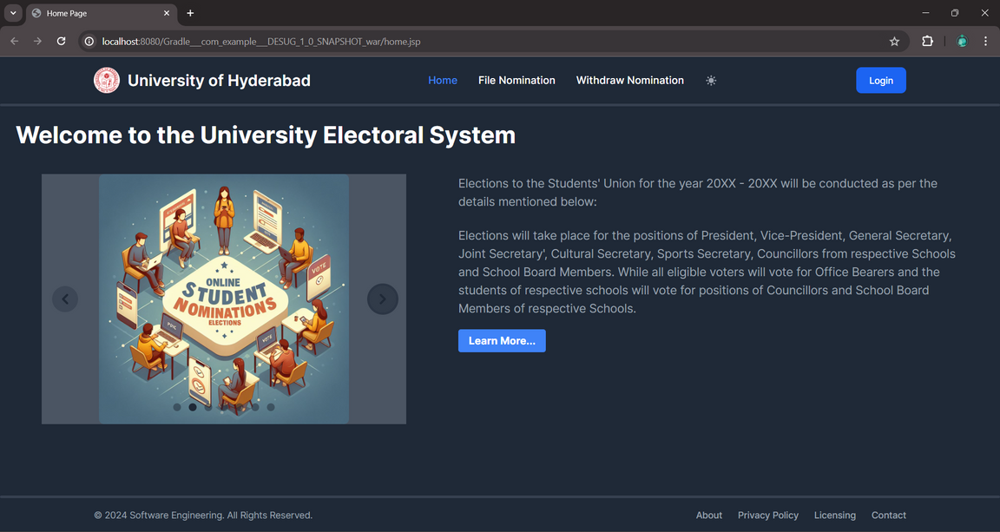 Home Page
localhost:8080/Gradle___com_example___DESUG_1_0_SNAPSHOT_war/home.jsp
University of Hyderabad
Home
File Nomination
Withdraw Nomination
Login
Welcome to the University Electoral System
ONLINE
STUDENT
NOMINATIONS
ELECTIONS
VOTE
VOTE
Elections to the Students' Union for the year 20XX - 20XX will be conducted as per the
details mentioned below:
Elections will take place for the positions of President, Vice-President, General Secretary,
Joint Secretary', Cultural Secretary, Sports Secretary, Councillors from respective Schools
and School Board Members. While all eligible voters will vote for Office Bearers and the
students of respective schools will vote for positions of Councillors and School Board
Members of respective Schools.
Learn More...
© 2024 Software Engineering. All Rights Reserved.
About
Privacy Policy
Licensing
Contact